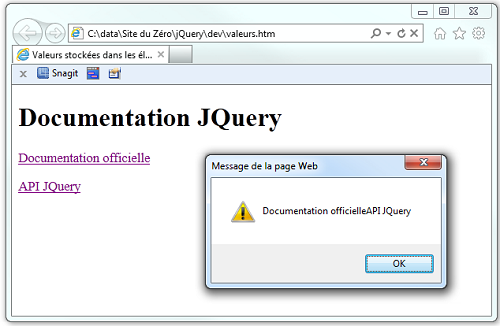 C:\data\Site du Zéro\jQuery\dev\valeurs.htm
Valeurs stockées dans les él...
Snagit
Documentation JQuery
Documentation officielle
API JQuery
Message de la page Web
Documentation officielleAPI JQuery
OK